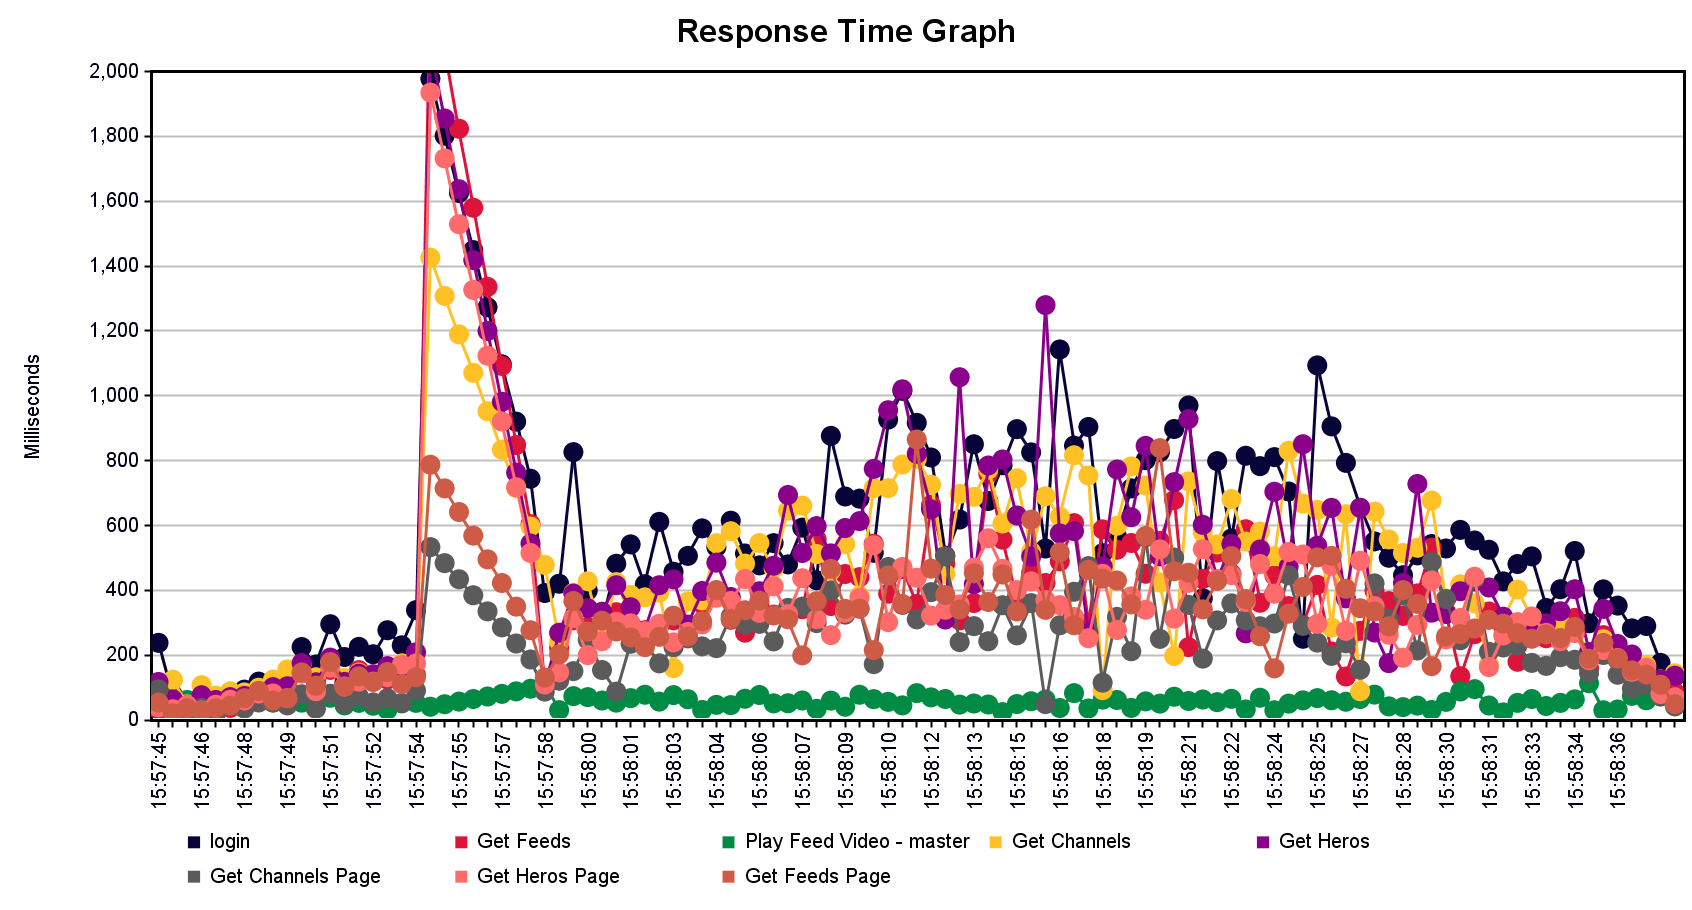 Response Time Graph
2,000
1,800
1,600
1,400
1,200
1,000
800
600
400
200
0
Milliseconds
15:57:45 15:57:46 15:57:48 15:57:49 15:57:51 15:57:52 15:57:54 15:57:55 15:57:57 15:57:58 15:58:00 15:58:01 15:58:03 15:58:04 15:58:06 15:58:07 15:58:09 15:58:10 15:58:12 15:58:13 15:58:15 15:58:16 15:58:18 15:58:19 15:58:21 15:58:22 15:58:24 15:58:25 15:58:27 15:58:28 15:58:30 15:58:31 15:58:33 15:58:34 15:58:36
login Get Feeds Play Feed Video - master Get Channels Get Heros
Get Channels Page Get Heros Page Get Feeds Page